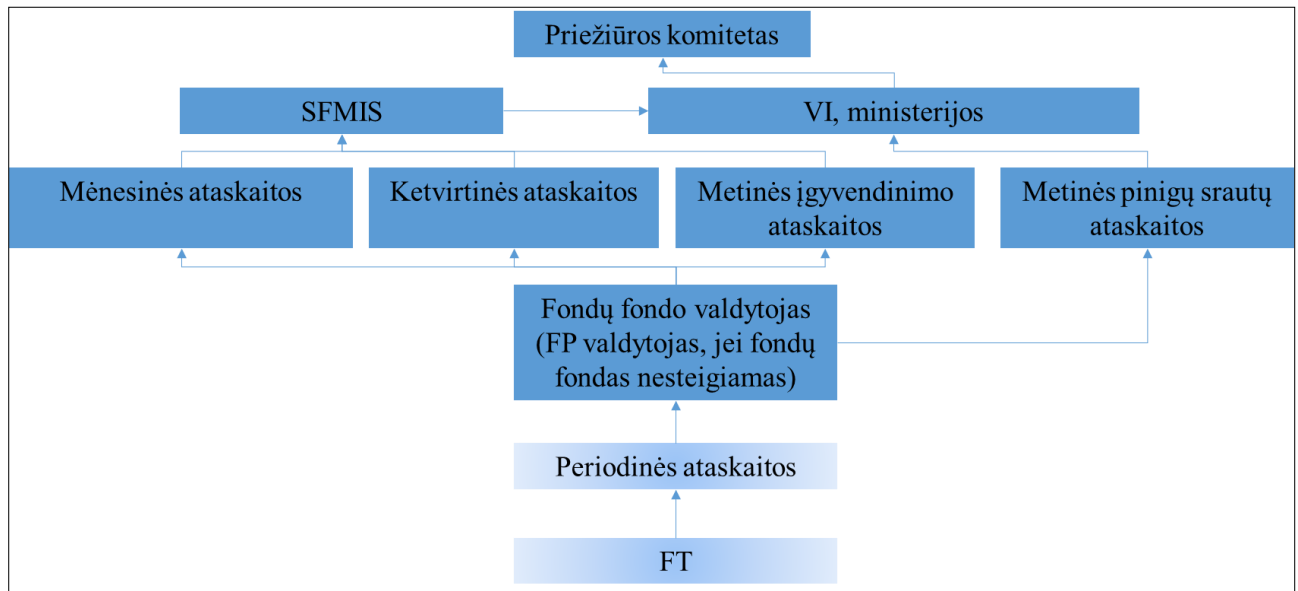 Priežiūros komitetas
SFMIS
VI, ministerijos
Mėnesinės ataskaitos
Ketvirtinės ataskaitos
Metinės įgyvendinimo
ataskaitos
Metinės pinigų srautų
ataskaitos
Fondų fondo valdytojas
(FP valdytojas, jei fondų
fondas nesteigiamas)
Periodinės ataskaitos
FT